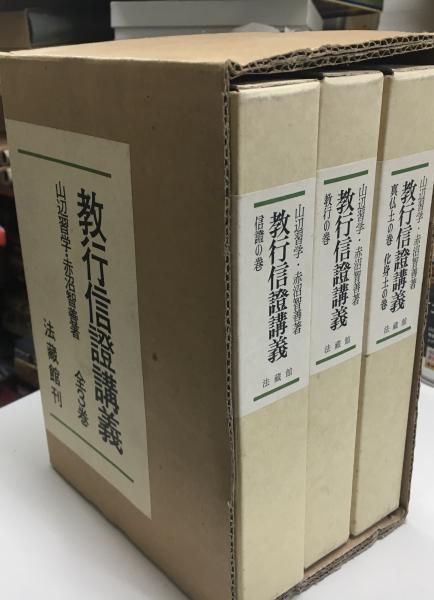 教行信證講義 全3巻
山辺習学・赤沼智善著 法藏館刊
山辺習学・赤沼智善著
教行信證講義
信證の巻
法藏館
山辺習学・赤沼智善著
教行信證講義
教行の巻
法藏館
山辺習学・赤沼智善著
教行信證講義
真仏土の巻 化身土の巻
法藏館